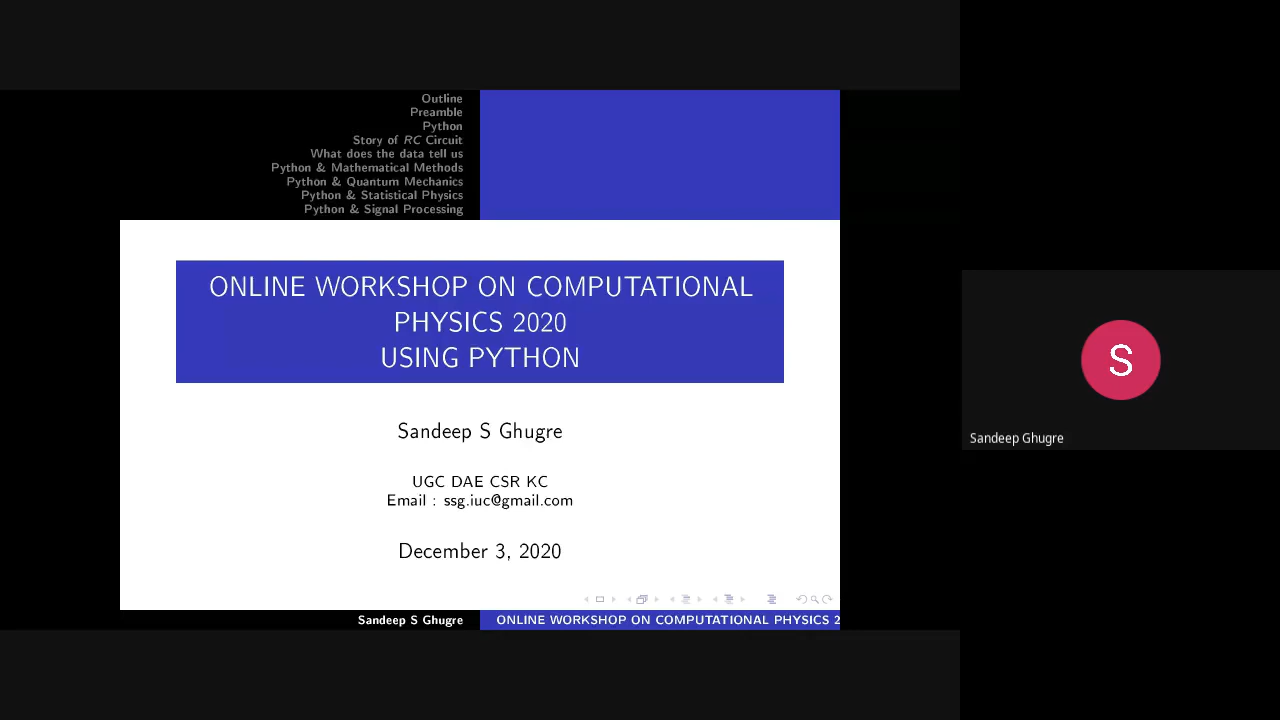 Outline
Preamble
Python
Story of RC Circuit
What does the data tell us
Python & Mathematical Methods
Python & Quantum Mechanics
Python & Statistical Physics
Python & Signal Processing
ONLINE WORKSHOP ON COMPUTATIONAL
PHYSICS 2020
USING PYTHON
Sandeep S Ghugre
UGC DAE CSR KC
Email : ssg.iuc@gmail.com
December 3, 2020
Sandeep S Ghugre
ONLINE WORKSHOP ON COMPUTATIONAL PHYSICS 2
S
Sandeep Ghugre